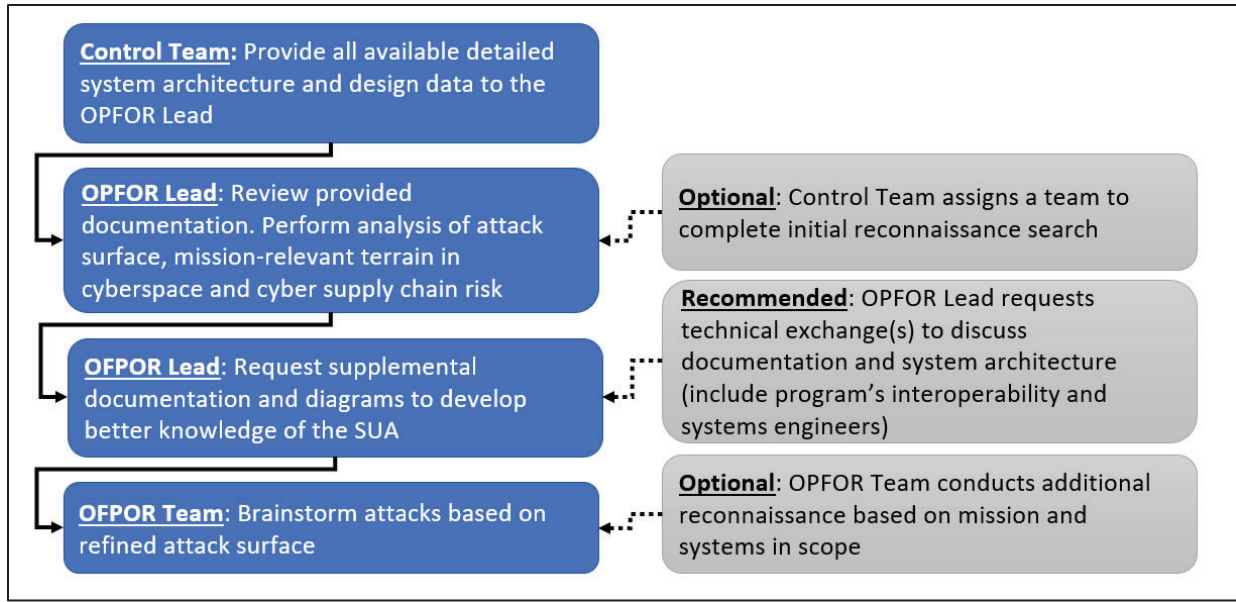 Control Team: Provide all available detailed
system architecture and design data to the
OPFOR Lead
OPFOR Lead: Review provided
documentation. Perform analysis of attack
surface, mission-relevant terrain in
cyberspace and cyber supply chain risk
Optional: Control Team assigns a team to
complete initial reconnaissance search
OFPOR Lead: Request supplemental
documentation and diagrams to develop
better knowledge of the SUA
Recommended: OPFOR Lead requests
technical exchange(s) to discuss
documentation and system architecture
(include program’s interoperability and
systems engineers)
OFPOR Team: Brainstorm attacks based on
refined attack surface
Optional: OPFOR Team conducts additional
reconnaissance based on mission and
systems in scope